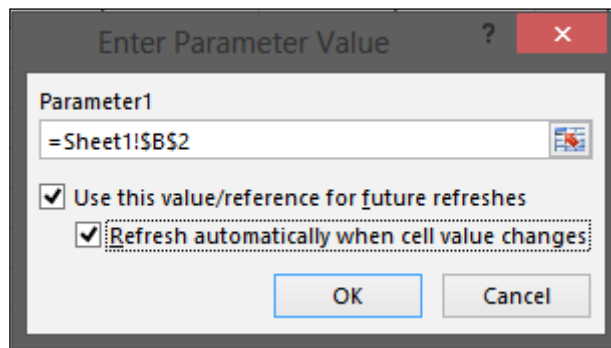 Enter Parameter Value ? ×
Parameter1
=Sheet1!$B$2
Use this value/reference for future refreshes
Refresh automatically when cell value changes
OK Cancel